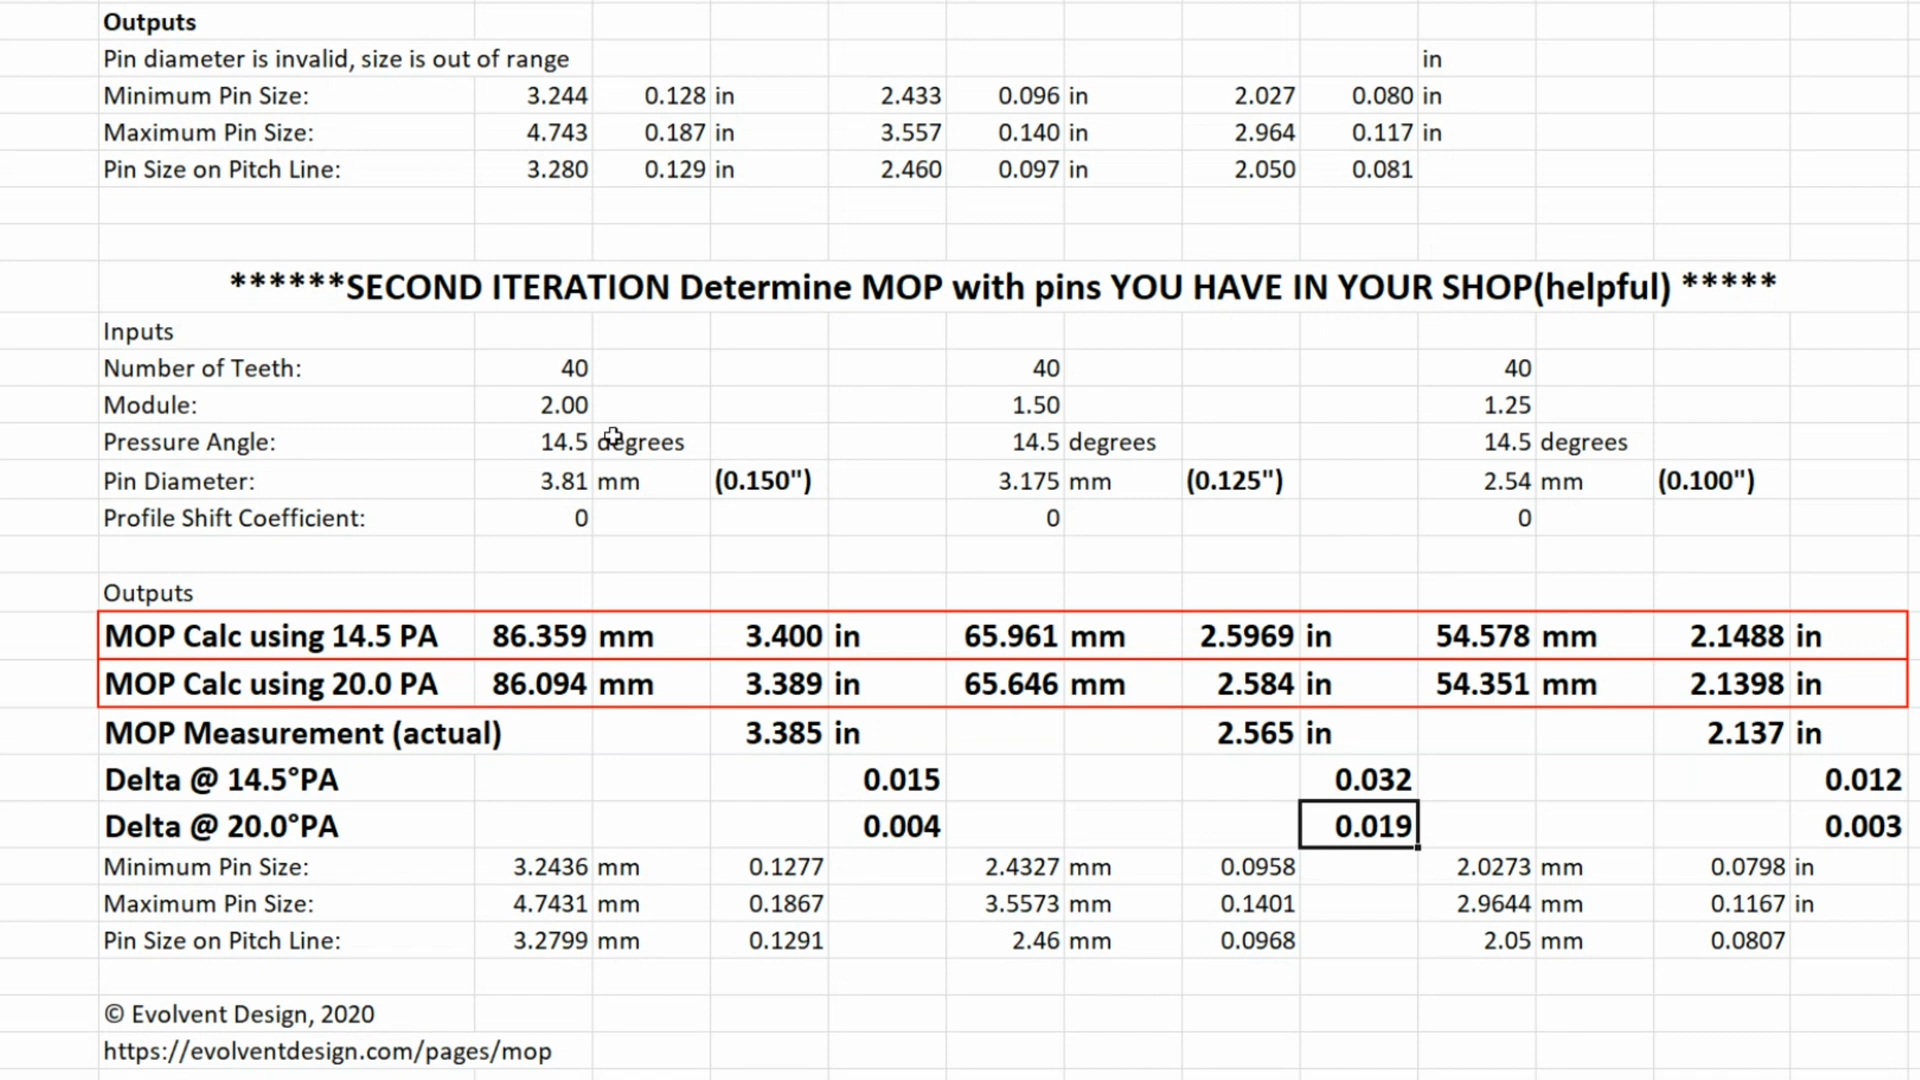 Outputs
Pin diameter is invalid, size is out of range in
Minimum Pin Size: 3.244 0.128 in 2.433 0.096 in 2.027 0.080 in
Maximum Pin Size: 4.743 0.187 in 3.557 0.140 in 2.964 0.117 in
Pin Size on Pitch Line: 3.280 0.129 in 2.460 0.097 in 2.050 0.081
******SECOND ITERATION Determine MOP with pins YOU HAVE IN YOUR SHOP(helpful) *****
Inputs
Number of Teeth: 40 40 40
Module: 2.00 1.50 1.25
Pressure Angle: 14.5 degrees 14.5 degrees 14.5 degrees
Pin Diameter: 3.81 mm (0.150") 3.175 mm (0.125") 2.54 mm (0.100")
Profile Shift Coefficient: 0 0 0
Outputs
MOP Calc using 14.5 PA 86.359 mm 3.400 in 65.961 mm 2.5969 in 54.578 mm 2.1488 in
MOP Calc using 20.0 PA 86.094 mm 3.389 in 65.646 mm 2.584 in 54.351 mm 2.1398 in
MOP Measurement (actual) 3.385 in 2.565 in 2.137 in
Delta @ 14.5°PA 0.015 0.032 0.012
Delta @ 20.0°PA 0.004 0.019 0.003
Minimum Pin Size: 3.2436 mm 0.1277 2.4327 mm 0.0958 2.0273 mm 0.0798 in
Maximum Pin Size: 4.7431 mm 0.1867 3.5573 mm 0.1401 2.9644 mm 0.1167 in
Pin Size on Pitch Line: 3.2799 mm 0.1291 2.46 mm 0.0968 2.05 mm 0.0807
© Evolvent Design, 2020
https://evolventdesign.com/pages/mop